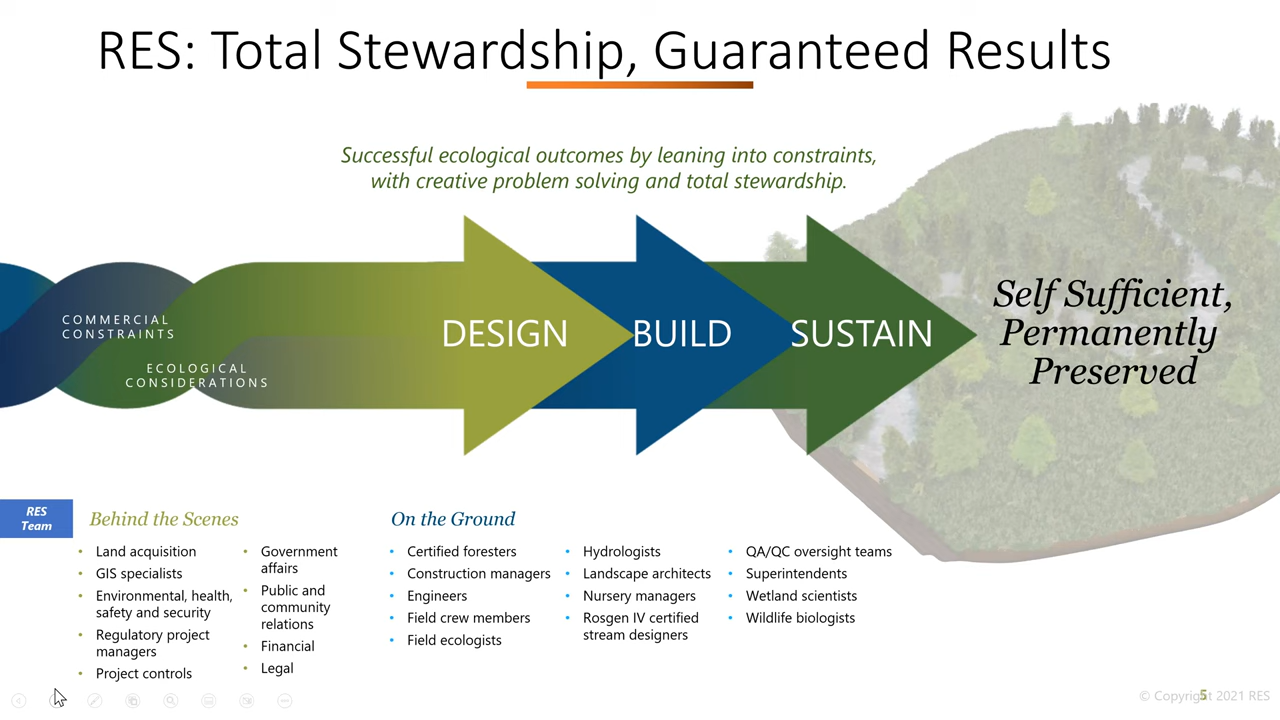 RES: Total Stewardship, Guaranteed Results
Successful ecological outcomes by leaning into constraints,
with creative problem solving and total stewardship.
COMMERCIAL
CONSTRAINTS
ECOLOGICAL
CONSIDERATIONS
DESIGN
BUILD
SUSTAIN
Self Sufficient,
Permanently
Preserved
RES
Team
Behind the Scenes
• Land acquisition
• GIS specialists
• Environmental, health,
safety and security
• Regulatory project
managers
• Project controls
• Government
affairs
• Public and
community
relations
• Financial
• Legal
On the Ground
• Certified foresters
• Construction managers
• Engineers
• Field crew members
• Field ecologists
• Hydrologists
• Landscape architects
• Nursery managers
• Rosgen IV certified
stream designers
• QA/QC oversight teams
• Superintendents
• Wetland scientists
• Wildlife biologists
© Copyright 2021 RES
5